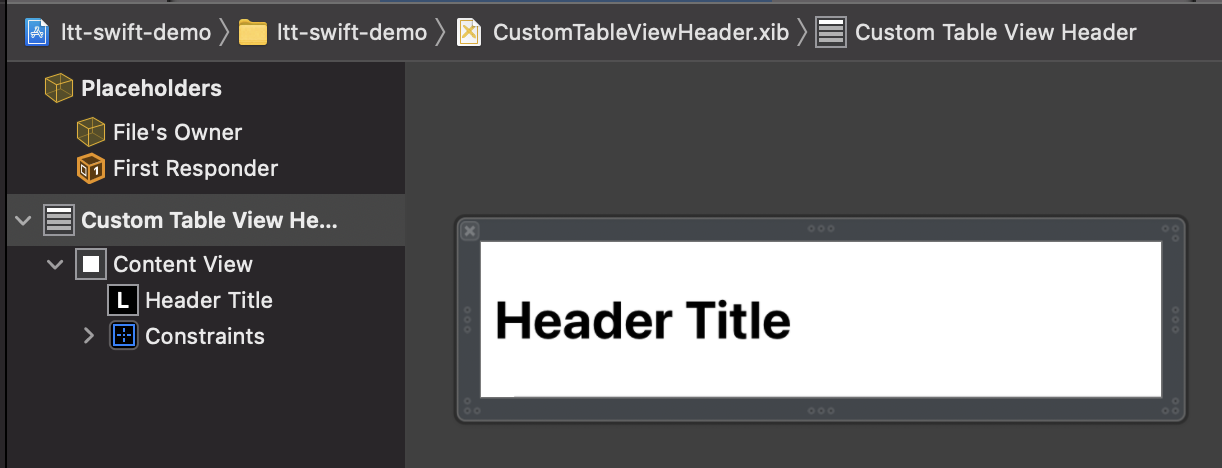 ltt-swift-demo ltt-swift-demo CustomTableViewHeader.xib Custom Table View Header
Placeholders
File's Owner
First Responder
Custom Table View He...
Content View
L Header Title
Constraints
Header Title